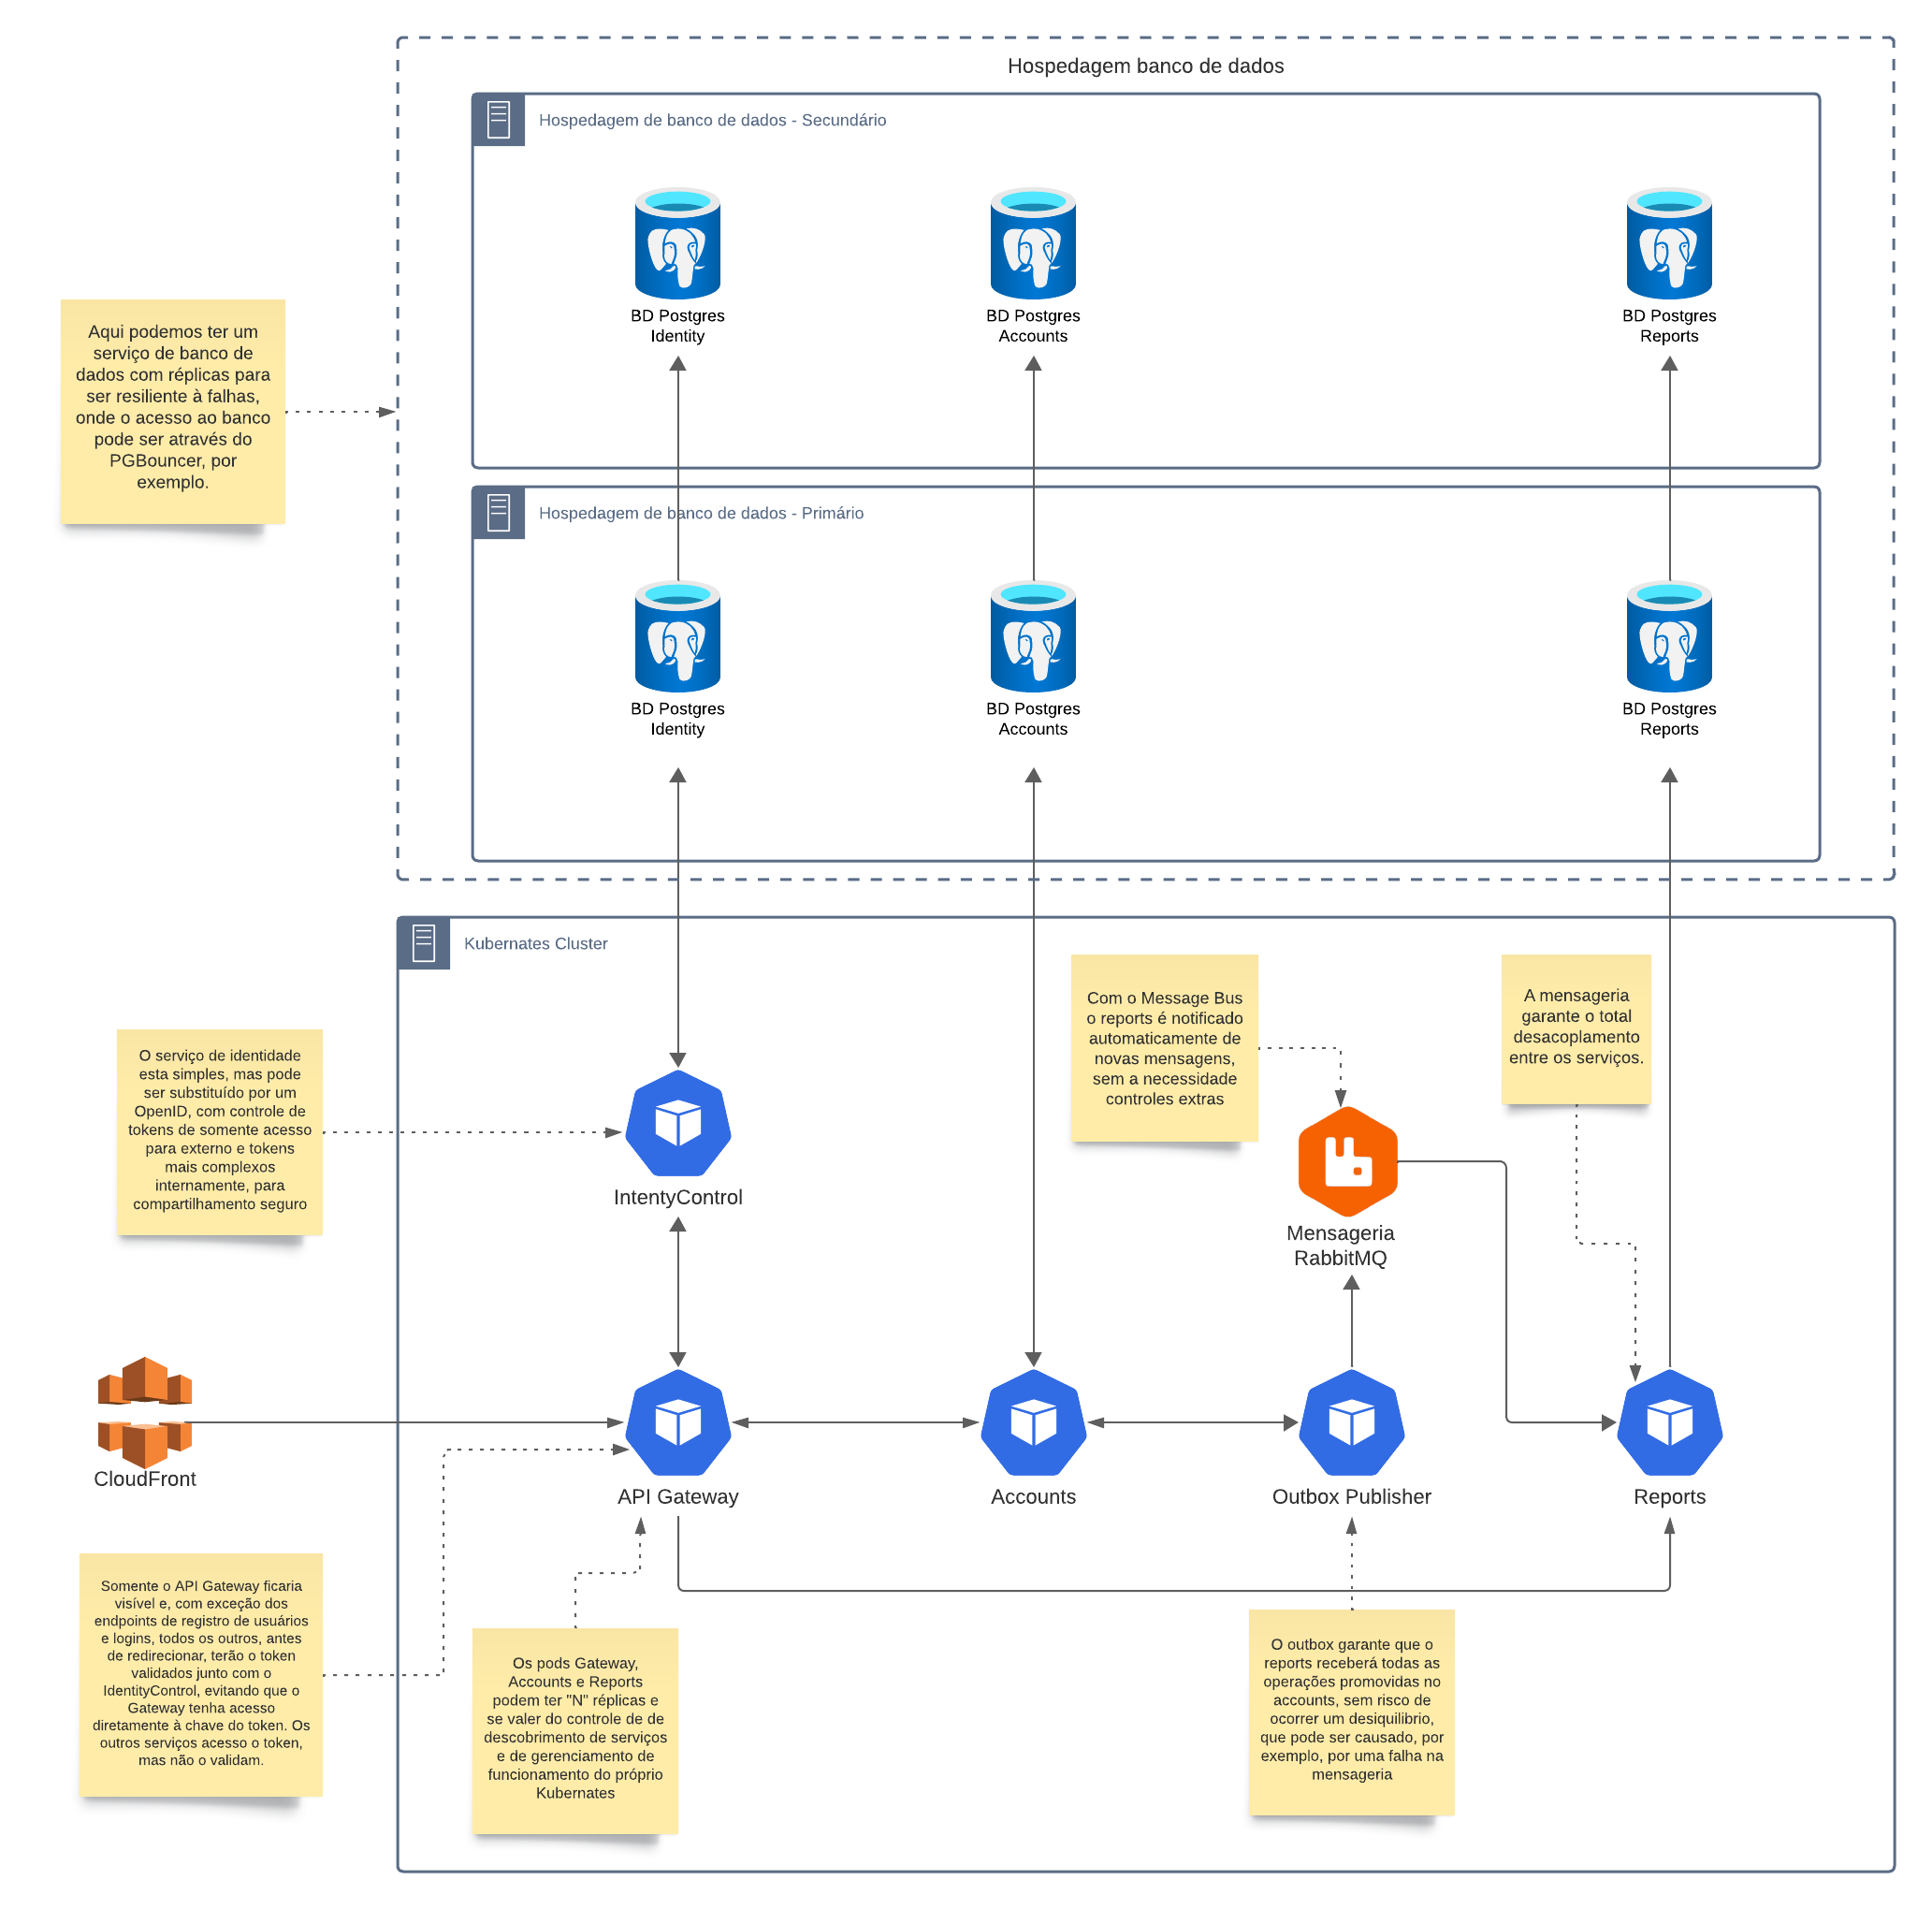 Hospedagem banco de dados
Hospedagem de banco de dados - Secundário
BD Postgres
Identity
BD Postgres
Accounts
BD Postgres
Reports
Aqui podemos ter um
serviço de banco de
dados com réplicas para
ser resiliente à falhas,
onde o acesso ao banco
pode ser através do
PGBouncer, por
exemplo.
Hospedagem de banco de dados - Primário
BD Postgres
Identity
BD Postgres
Accounts
BD Postgres
Reports
Kubernates Cluster
Com o Message Bus
o reports é notificado
automaticamente de
novas mensagens,
sem a necessidade
controles extras
A mensageria
garante o total
desacoplamento
entre os serviços.
O serviço de identidade
esta simples, mas pode
ser substituído por um
OpenID, com controle de
tokens de somente acesso
para externo e tokens
mais complexos
internamente, para
compartilhamento seguro
IntentyControl
Mensageria
RabbitMQ
CloudFront
API Gateway
Accounts
Outbox Publisher
Reports
Somente o API Gateway ficaria
visível e, com exceção dos
endpoints de registro de usuários
e logins, todos os outros, antes
de redirecionar, terão o token
validados junto com o
IdentityControl, evitando que o
Gateway tenha acesso
diretamente à chave do token. Os
outros serviços acesso o token,
mas não o validam.
Os pods Gateway,
Accounts e Reports
podem ter "N" réplicas e
se valer do controle de de
descobrimento de serviços
e de gerenciamento de
funcionamento do próprio
Kubernates
O outbox garante que o
reports receberá todas as
operações promovidas no
accounts, sem risco de
ocorrer um desiquilibrio,
que pode ser causado, por
exemplo, por uma falha na
mensageria